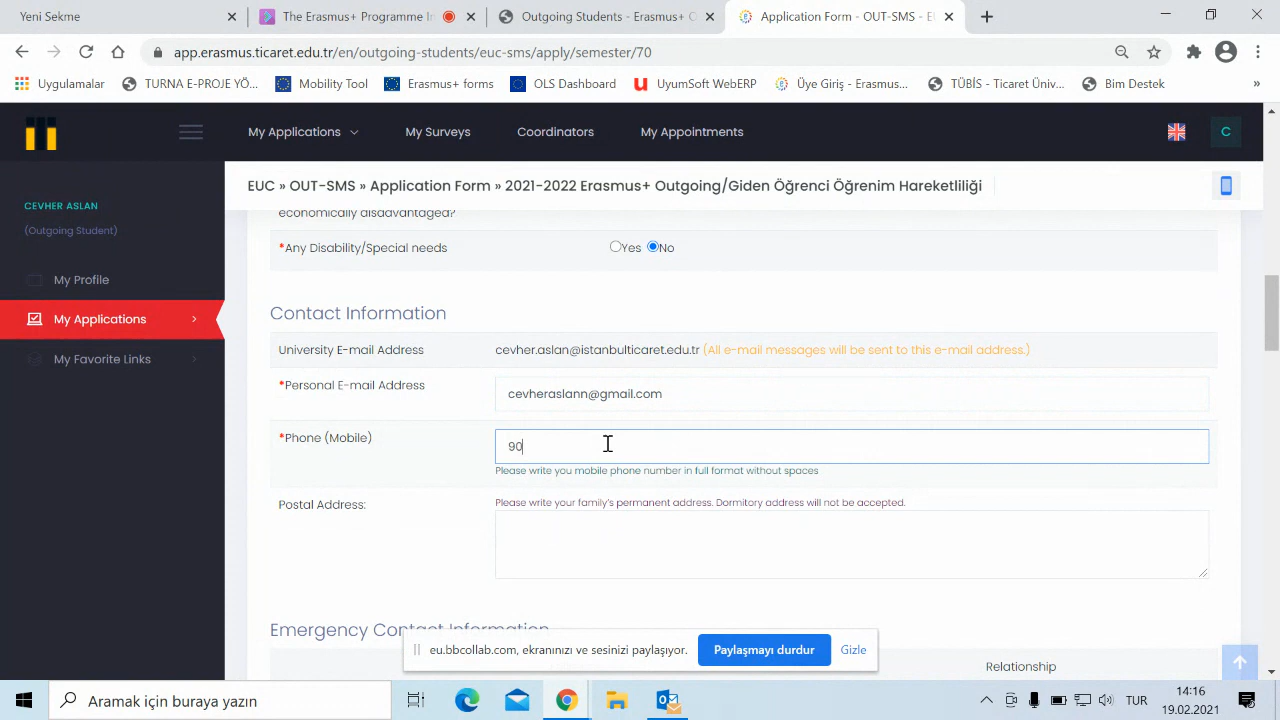 Yeni Sekme
The Erasmus+ Programme I
Outgoing Students - Erasmus+ C
Application Form - OUT-SMS - E
app.erasmus.ticaret.edu.tr/en/outgoing-students/euc-sms/apply/semester/70
Uygulamalar
TURNA E-PROJE YÖ...
Mobility Tool
Erasmus+ forms
OLS Dashboard
UyumSoft WebERP
Üye Giriş - Erasmus...
TÜBİS - Ticaret Üniv...
Bim Destek
»
My Applications
My Surveys
Coordinators
My Appointments
C
EUC » OUT-SMS » Application Form » 2021-2022 Erasmus+ Outgoing/Giden Öğrenci Öğrenim Hareketliliği
CEVHER ASLAN
(Outgoing Student)
My Profile
My Applications
My Favorite Links
economically disadvantaged?
*Any Disability/Special needs
Yes No
Contact Information
University E-mail Address
cevher.aslan@istanbulticaret.edu.tr (All e-mail messages will be sent to this e-mail address.)
*Personal E-mail Address
cevheraslann@gmail.com
*Phone (Mobile)
90
Please write you mobile phone number in full format without spaces
Postal Address:
Please write your family's permanent address. Dormitory address will not be accepted.
Emergency Contact Information
eu.bbcollab.com, ekranınızı ve sesinizi paylaşıyor.
Paylaşmayı durdur
Gizle
Relationship
Aramak için buraya yazın
TUR
14:16
19.02.2021